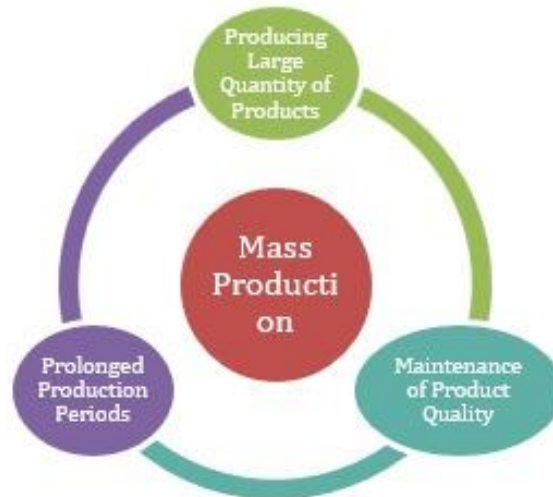 Producing
Large
Quantity of
Products
Mass
Producti
on
Prolonged
Production
Periods
Maintenance
of Product
Quality